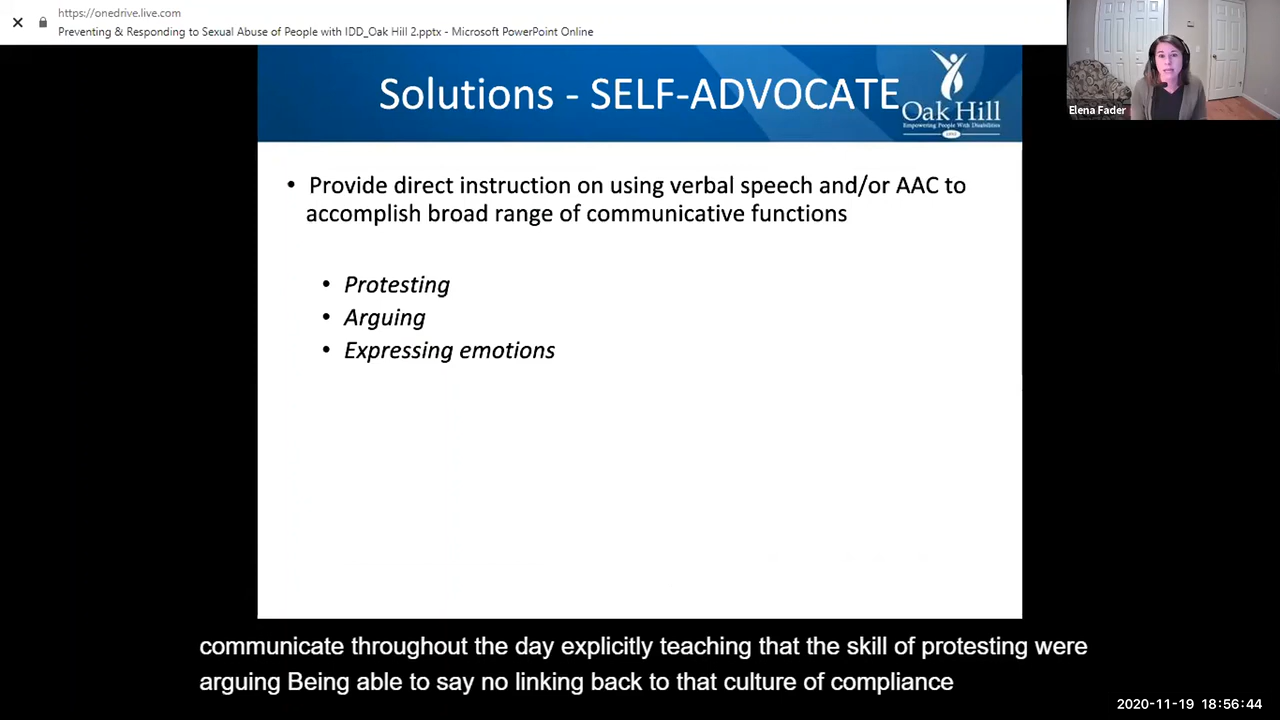 https://onedrive.live.com
Preventing & Responding to Sexual Abuse of People with IDD_Oak Hill 2.pptx - Microsoft PowerPoint Online
Elena Fader
Solutions - SELF-ADVOCATE
Oak Hill
Empowering People With Disabilities
• Provide direct instruction on using verbal speech and/or AAC to
accomplish broad range of communicative functions
• Protesting
• Arguing
• Expressing emotions
communicate throughout the day explicitly teaching that the skill of protesting were
arguing Being able to say no linking back to that culture of compliance
2020-11-19 18:56:44